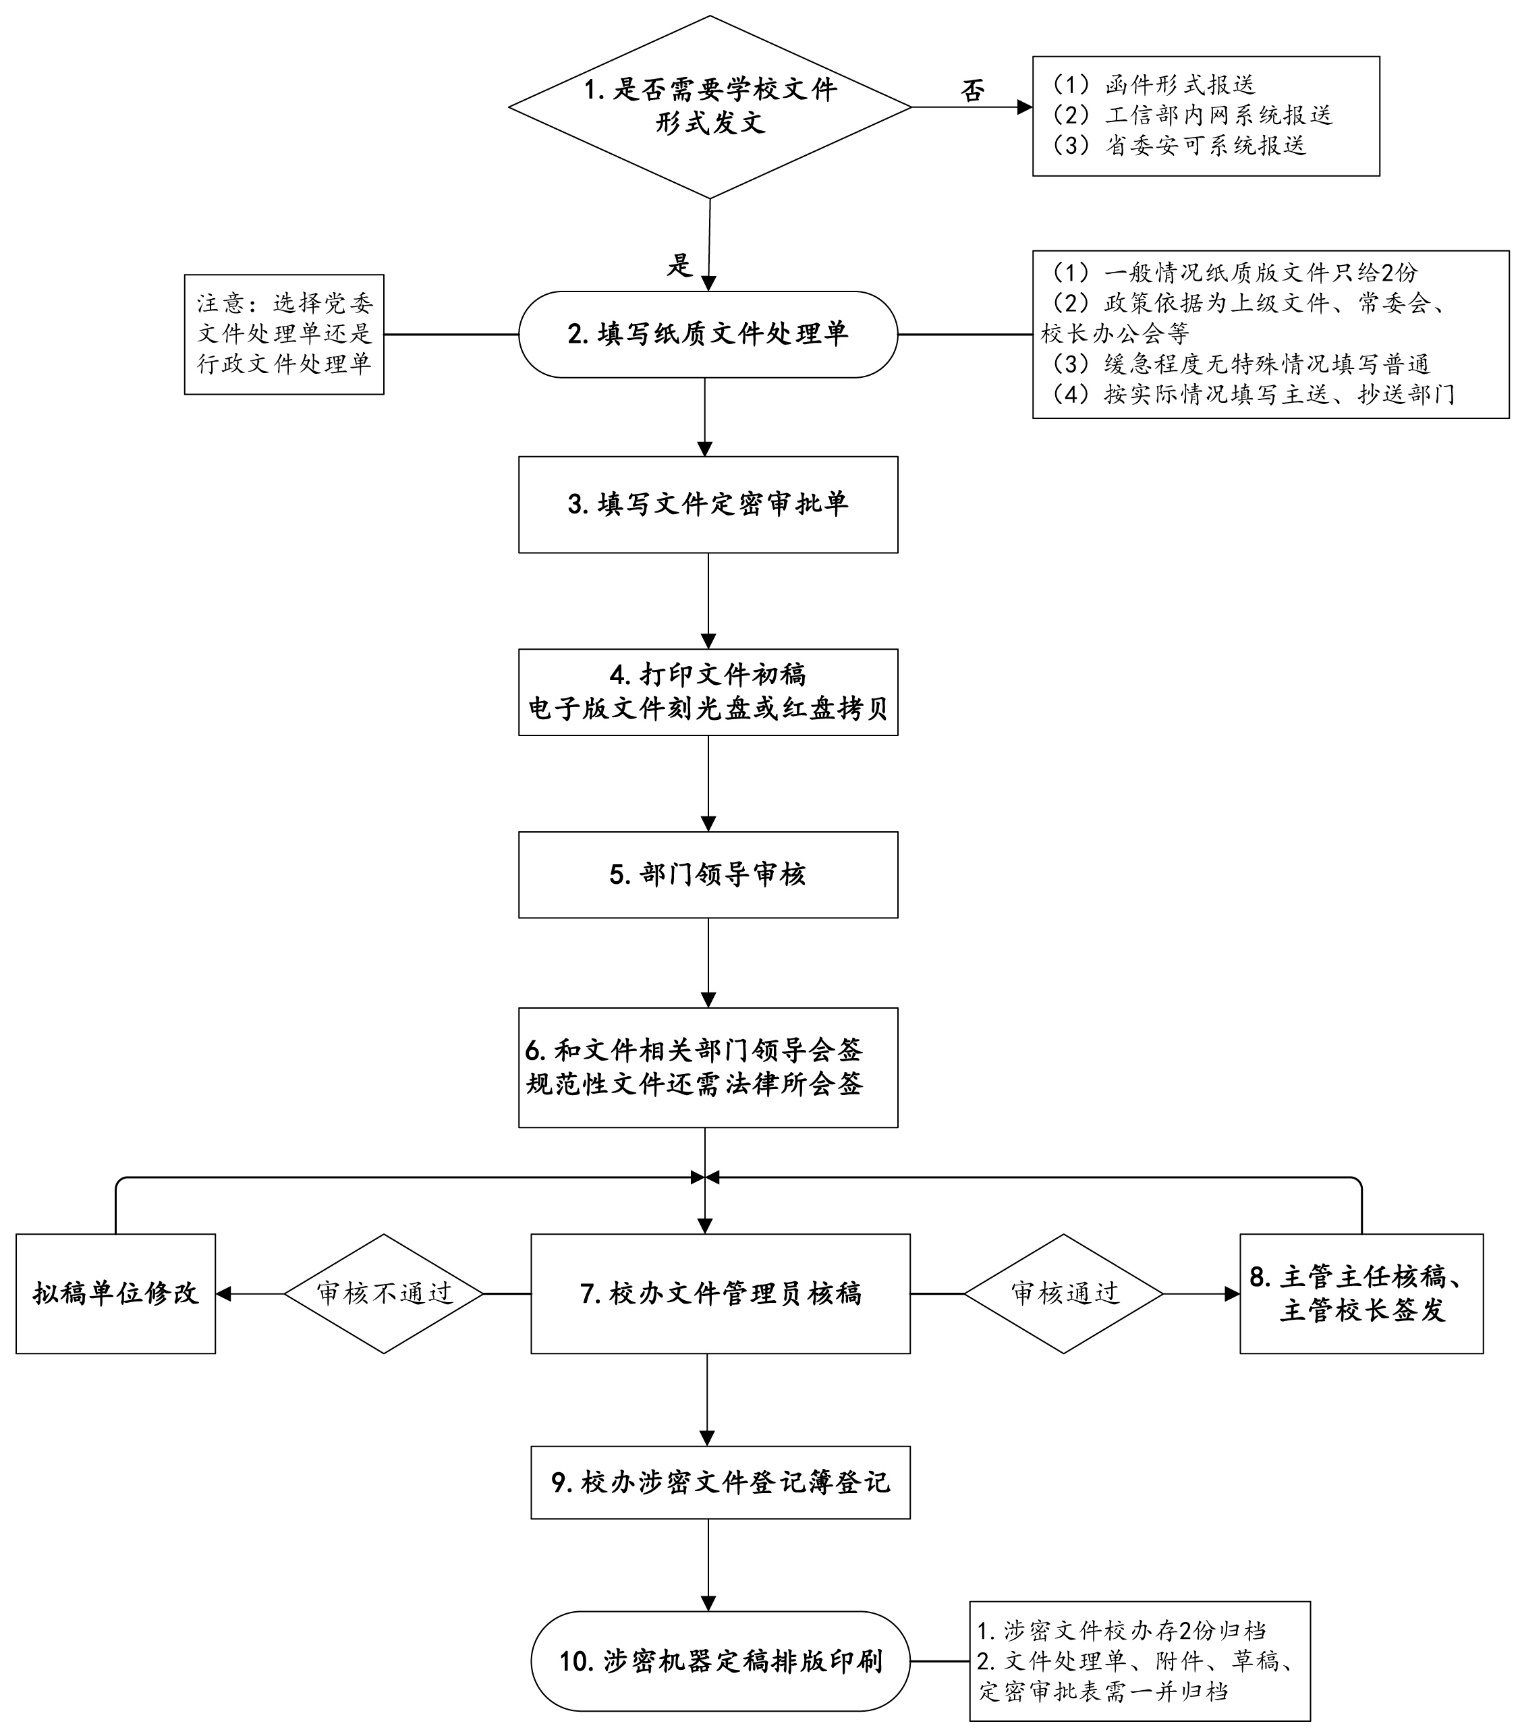 1.是否需要学校文件
形式发文
否
（1）函件形式报送
（2）工信部内网系统报送
（3）省委安可系统报送
是
注意：选择党委
文件处理单还是
行政文件处理单
2.填写纸质文件处理单
（1）一般情况纸质版文件只给2份
（2）政策依据为上级文件、常委会、
校长办公会等
（3）缓急程度无特殊情况填写普通
（4）按实际情况填写主送、抄送部门
3.填写文件定密审批单
4.打印文件初稿
电子版文件刻光盘或红盘拷贝
5.部门领导审核
6.和文件相关部门领导会签
规范性文件还需法律所会签
拟稿单位修改
审核不通过
7.校办文件管理员核稿
审核通过
8.主管主任核稿、
主管校长签发
9.校办涉密文件登记簿登记
10.涉密机器定稿排版印刷
1.涉密文件校办存2份归档
2.文件处理单、附件、草稿、
定密审批表需一并归档